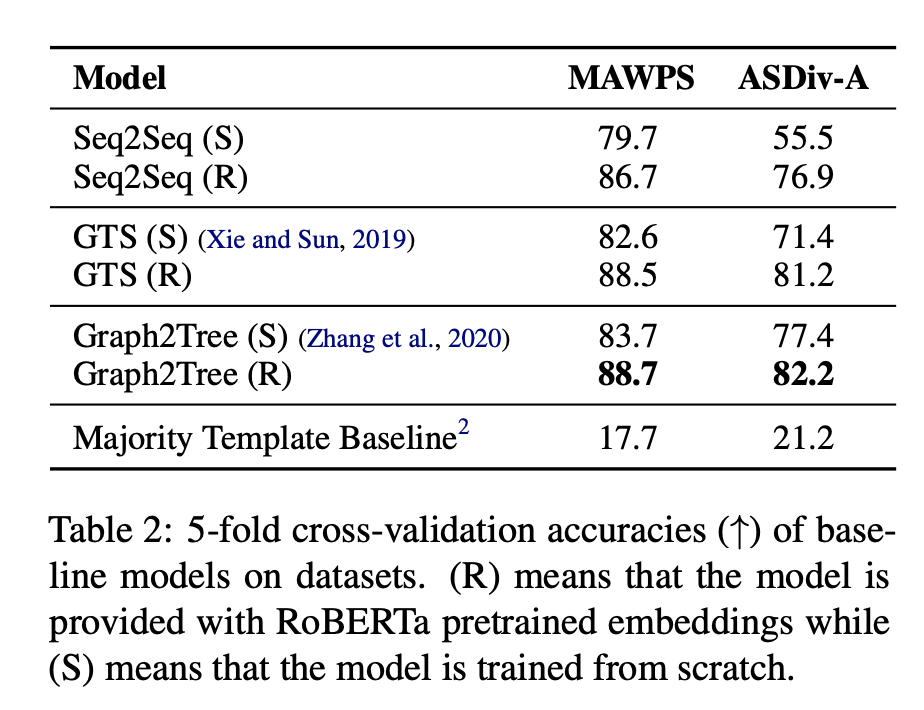 Model MAWPS ASDiv-A
Seq2Seq (S) 79.7 55.5
Seq2Seq (R) 86.7 76.9
GTS (S) (Xie and Sun, 2019) 82.6 71.4
GTS (R) 88.5 81.2
Graph2Tree (S) (Zhang et al., 2020) 83.7 77.4
Graph2Tree (R) 88.7 82.2
Majority Template Baseline2 17.7 21.2
Table 2: 5-fold cross-validation accuracies (↑) of base-
line models on datasets. (R) means that the model is
provided with RoBERTa pretrained embeddings while
(S) means that the model is trained from scratch.